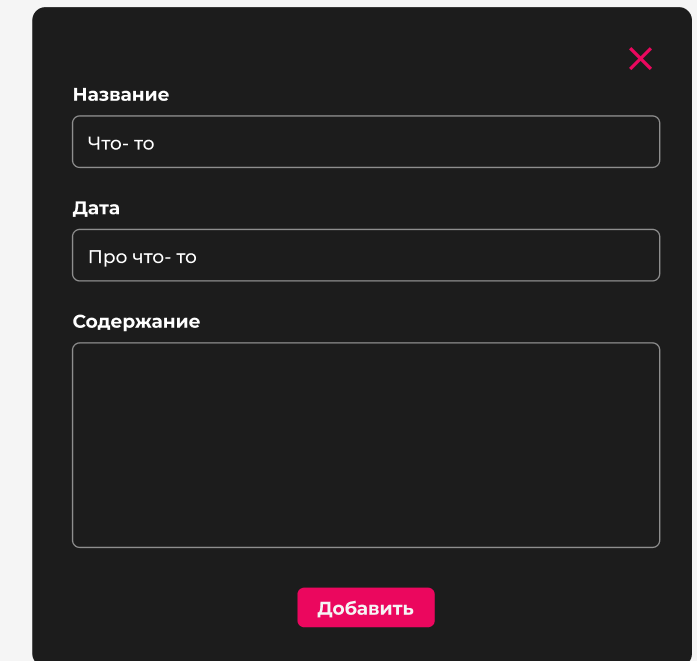 Название
Что- то
Дата
Про что- то
Содержание
Добавить